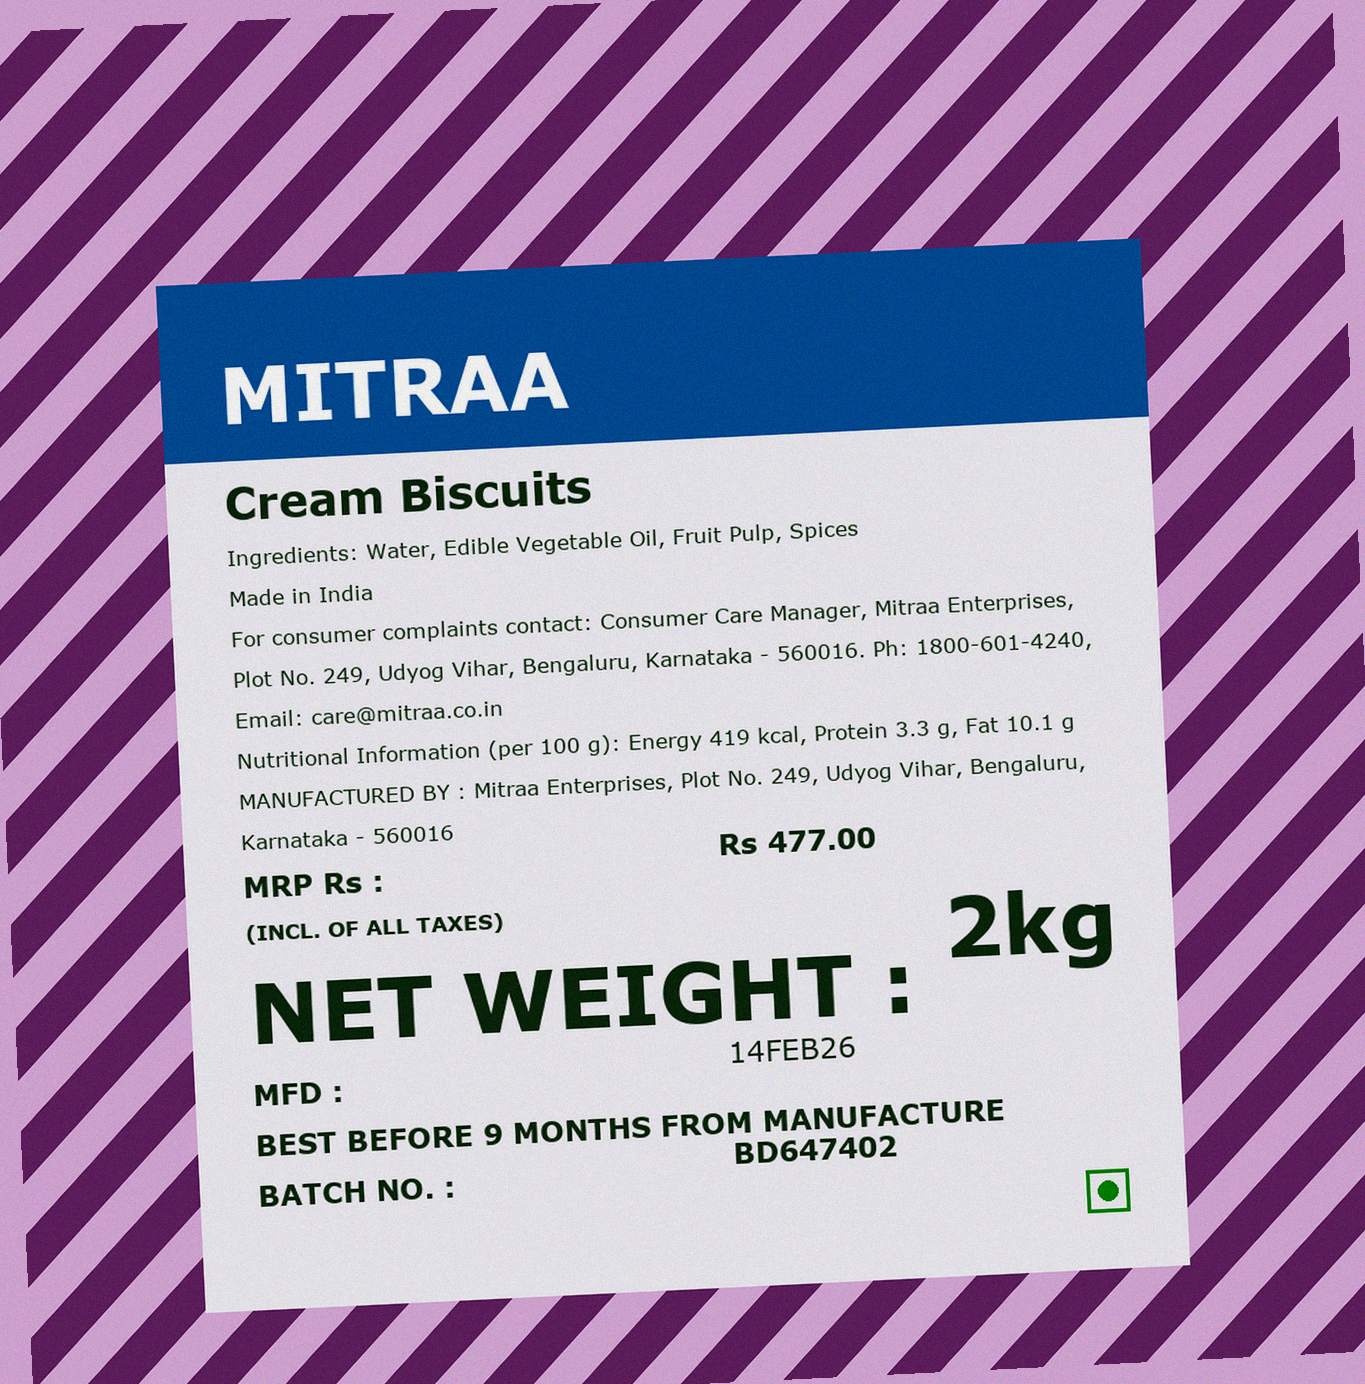 MITRAA
Cream Biscuits
Ingredients: Water, Edible Vegetable Oil, Fruit Pulp, Spices
Made in India
For consumer complaints contact: Consumer Care Manager, Mitraa Enterprises,
Plot No. 249, Udyog Vihar, Bengaluru, Karnataka - 560016. Ph: 1800-601-4240,
Email: care@mitraa.co.in
Nutritional Information (per 100 g): Energy 419 kcal, Protein 3.3 g, Fat 10.1 g
MANUFACTURED BY : Mitraa Enterprises, Plot No. 249, Udyog Vihar, Bengaluru,
Karnataka - 560016
MRP Rs : Rs 477.00
(INCL. OF ALL TAXES)
NET WEIGHT : 2kg
MFD : 14FEB26
BEST BEFORE 9 MONTHS FROM MANUFACTURE
BATCH NO. : BD647402